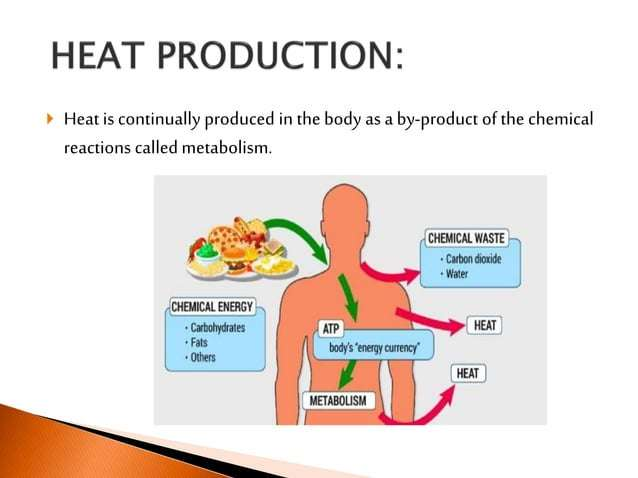 HEAT PRODUCTION:
Heat is continually produced in the body as a by-product of the chemical
reactions called metabolism.
CHEMICAL WASTE
• Carbon dioxide
• Water
CHEMICAL ENERGY
• Carbohydrates
• Fats
• Others
ATP
body's "energy currency"
HEAT
HEAT
METABOLISM